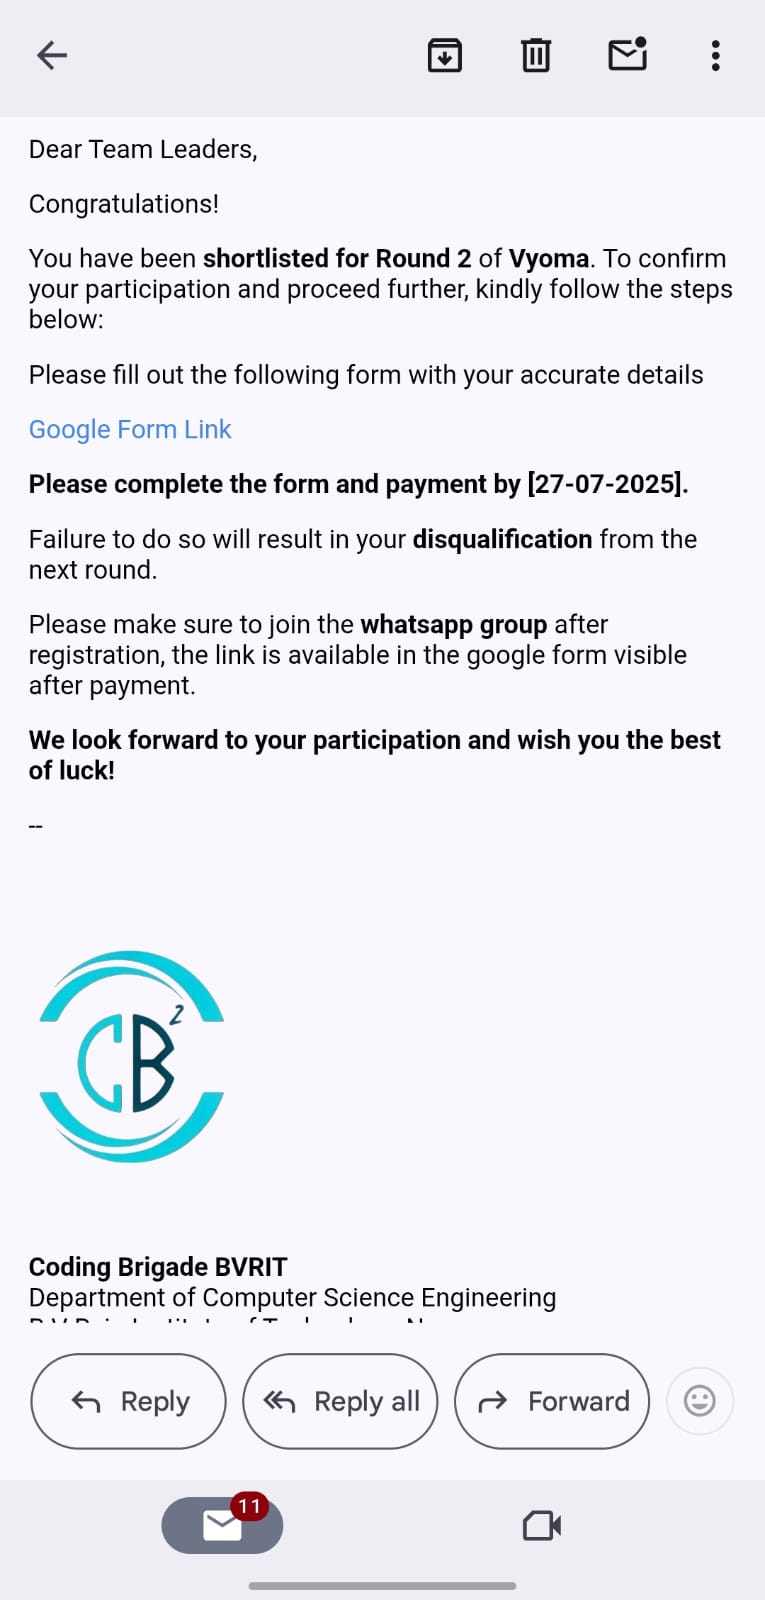 Dear Team Leaders,
Congratulations!
You have been shortlisted for Round 2 of Vyoma. To confirm
your participation and proceed further, kindly follow the steps
below:
Please fill out the following form with your accurate details
Google Form Link
Please complete the form and payment by [27-07-2025].
Failure to do so will result in your disqualification from the
next round.
Please make sure to join the whatsapp group after
registration, the link is available in the google form visible
after payment.
We look forward to your participation and wish you the best
of luck!
--
CB2
Coding Brigade BVRIT
Department of Computer Science Engineering
Reply
Reply all
Forward
11